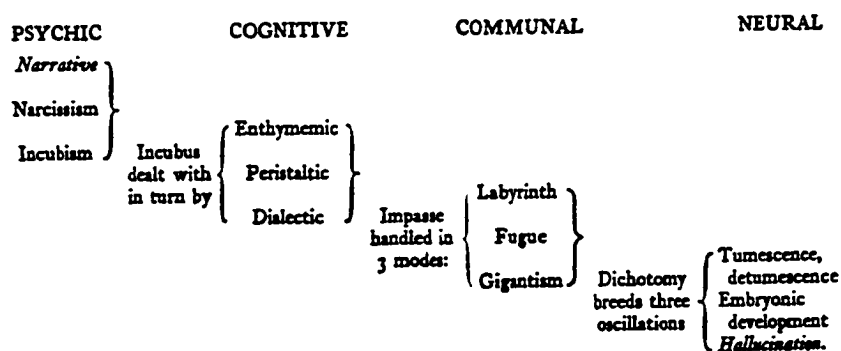 PSYCHIC COGNITIVE COMMUNAL NEURAL
Narrative
Narcissism
Incubism
Incubus
dealt with
in turn by
Enthymemic
Peristaltic
Dialectic
Impasse
handled in
3 modes:
Labyrinth
Fugue
Gigantism
Dichotomy
breeds three
oscillations
Tumescence,
detumescence
Embryonic
development
Hallucination.